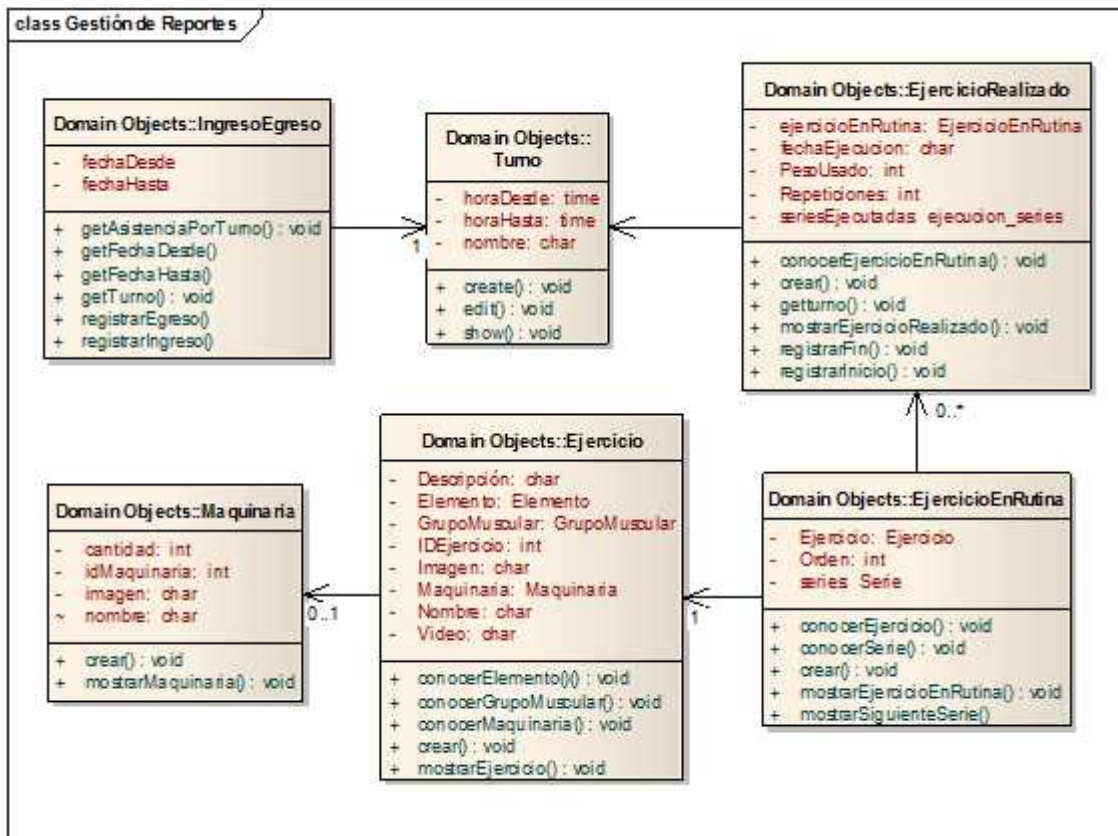 class Gestión de Reportes
Domain Objects::IngresoEgreso
- fechaDesde
- fechaHasta
+ getAsistenciaPorTurno() : void
+ getFechaDesde()
+ getFechaHasta()
+ getTurno() : void
+ registrarEgreso()
+ registrarIngreso()
1
Domain Objects::
Turno
- horaDesde: time
- horaHasta: time
- nombre: char
+ create() : void
+ edit() : void
+ show() : void
Domain Objects::EjercicioRealizado
- ejercicioEnRutina: EjercicioEnRutina
- fechaEjecucion: char
- PesoUsado: int
- Repeticiones: int
- seriesEjecutadas: ejecucion_series
+ conocerEjercicioEnRutina() : void
+ crear() : void
+ getturno() : void
+ mostrarEjercicioRealizado() : void
+ registrarFin() : void
+ registrarInicio() : void
0..*
Domain Objects::Maquinaria
- cantidad: int
- idMaquinaria: int
- imagen: char
~ nombre: char
+ crear() : void
+ mostrarMaquinaria() : void
0..1
Domain Objects::Ejercicio
- Descripción: char
- Elemento: Elemento
- GrupoMuscular: GrupoMuscular
- IDEjercicio: int
- Imagen: char
- Maquinaria: Maquinaria
- Nombre: char
- Video: char
+ conocerElemento()() : void
+ conocerGrupoMuscular() : void
+ conocerMaquinaria() : void
+ crear() : void
+ mostrarEjercicio() : void
1
Domain Objects::EjercicioEnRutina
- Ejercicio: Ejercicio
- Orden: int
- series: Serie
+ conocerEjercicio() : void
+ conocerSerie() : void
+ crear() : void
+ mostrarEjercicioEnRutina() : void
+ mostrarSiguienteSerie()